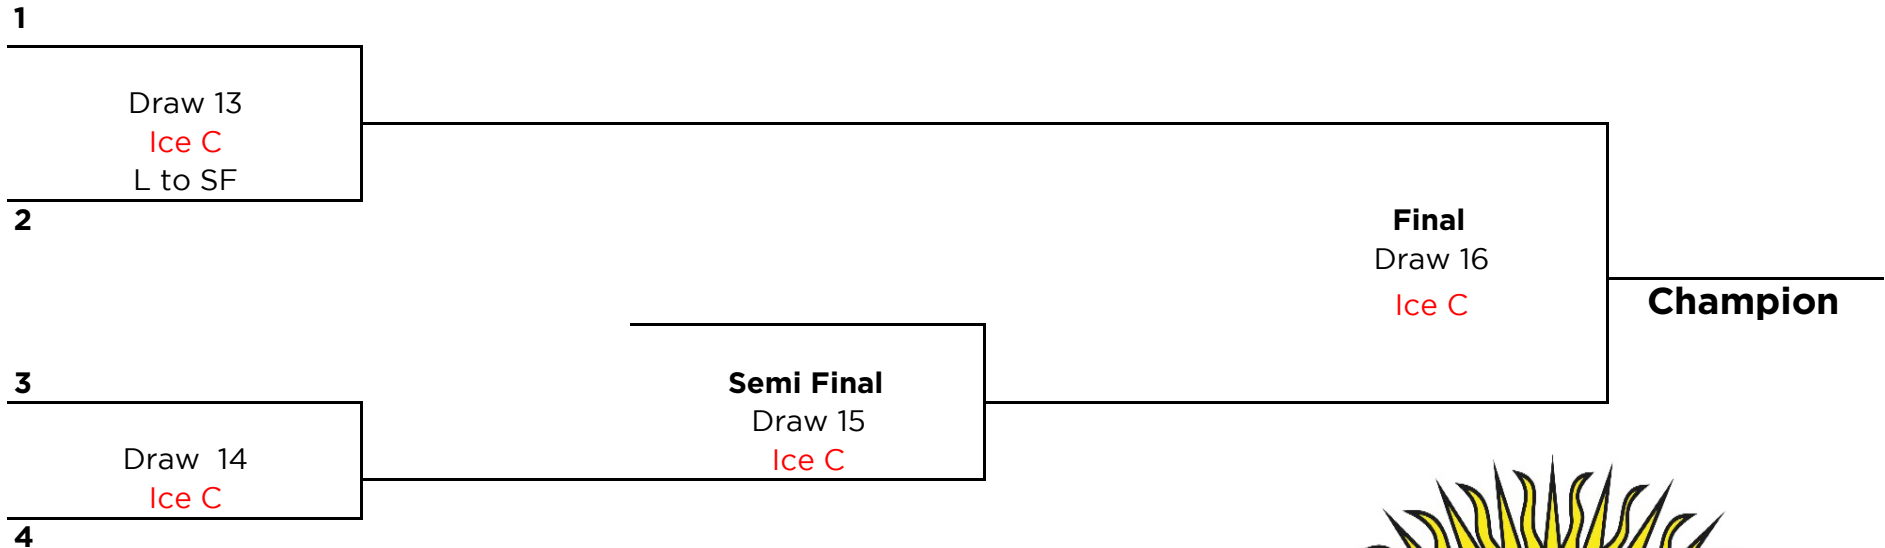 1
Draw 13
Ice C
L to SF
2
Final
Draw 16
Ice C
Champion
3
Semi Final
Draw 15
Ice C
Draw 14
Ice C
4